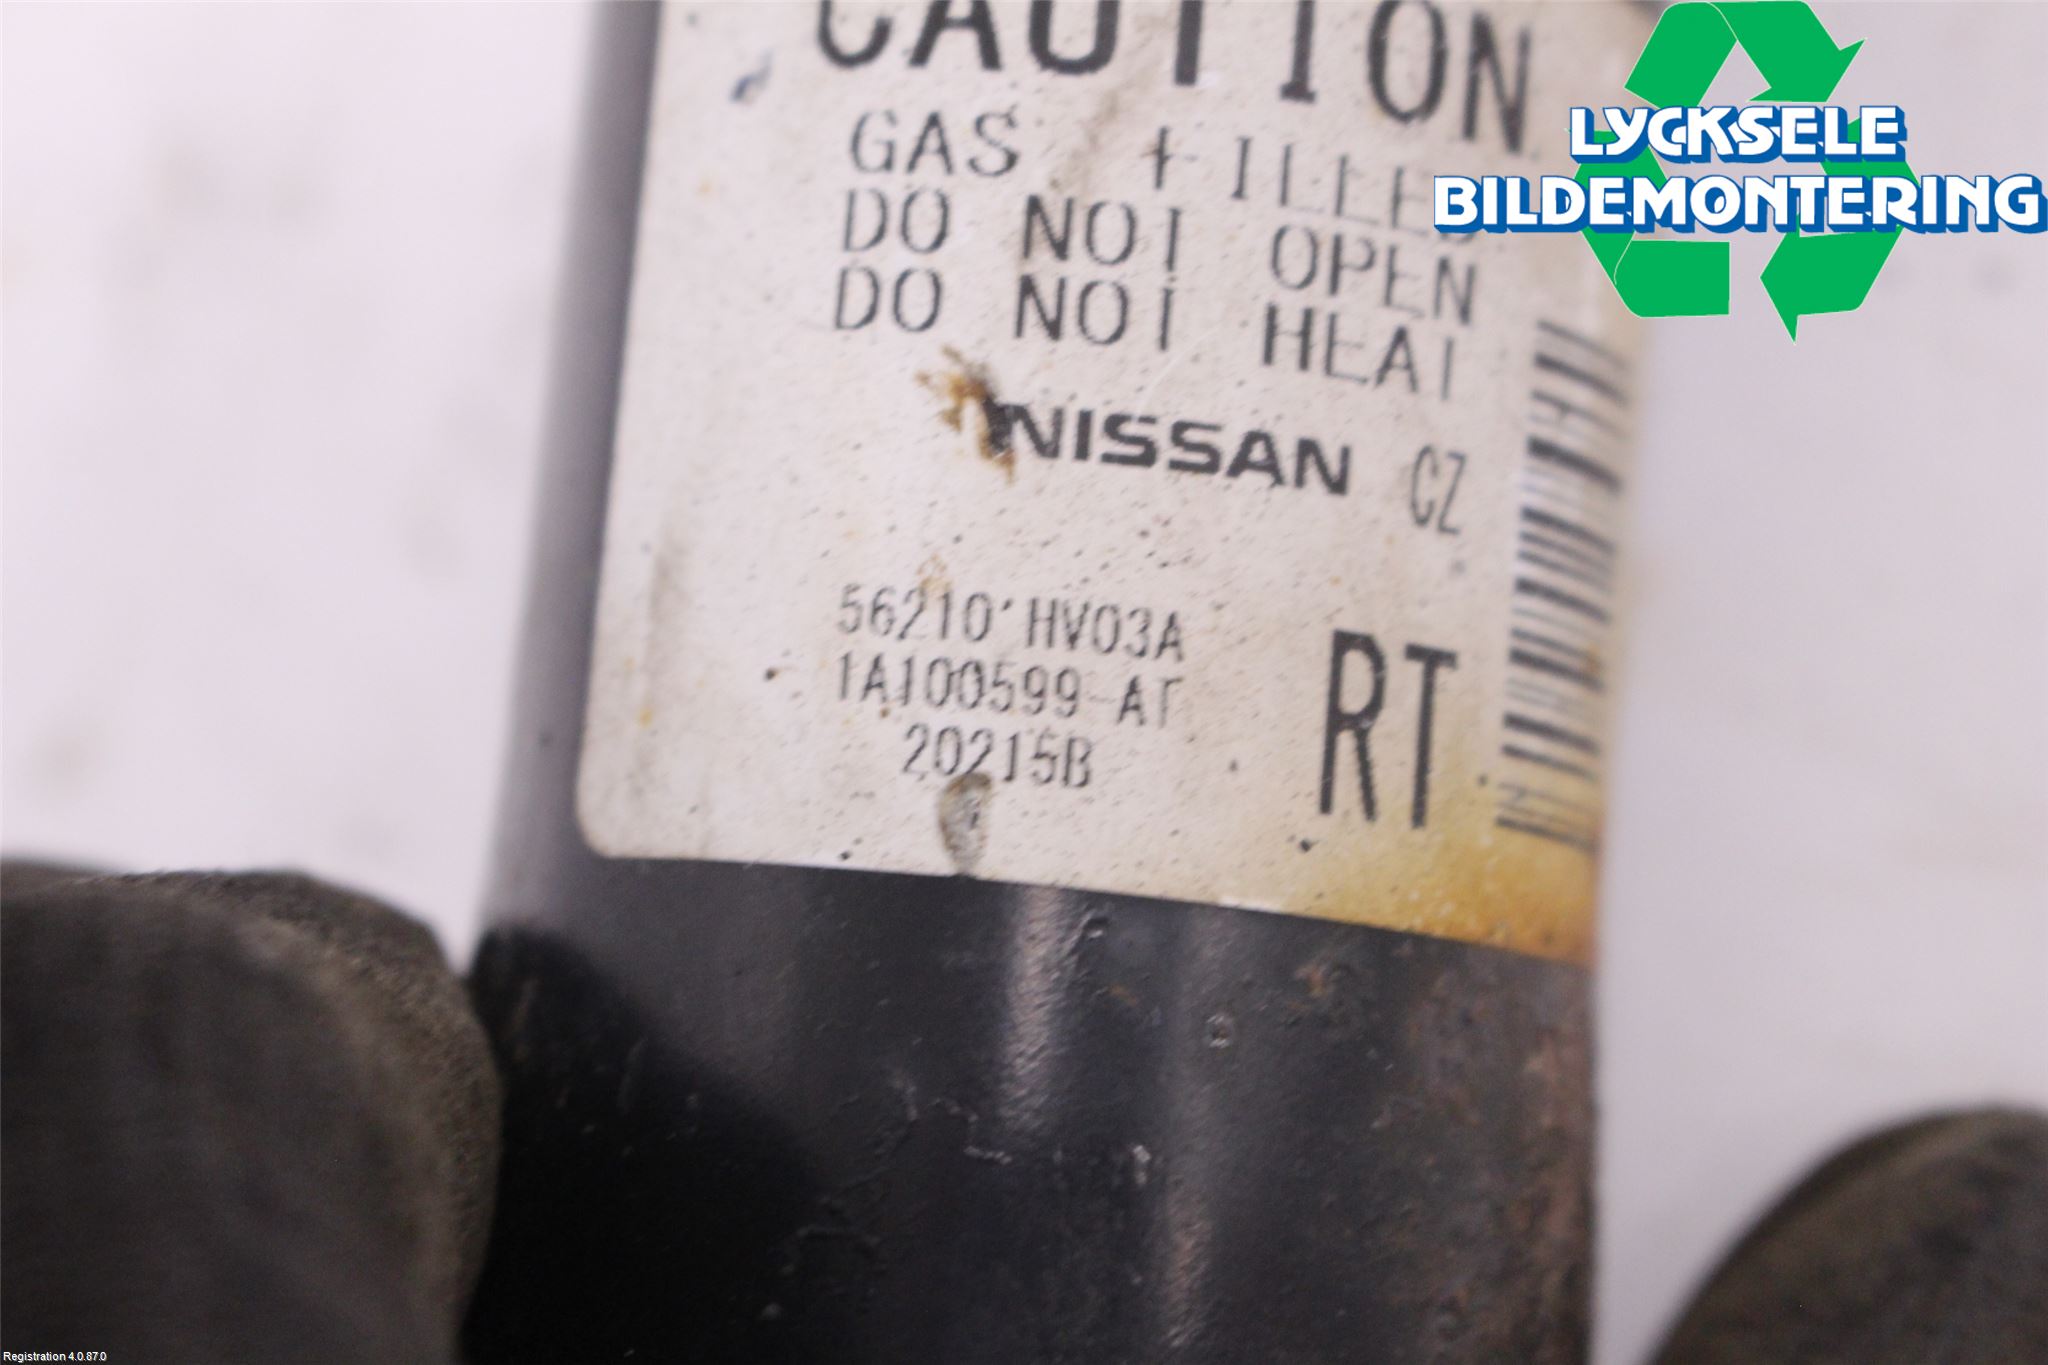 CAUTION
GAS FILLED
DO NOT OPEN
DO NOT HEAT
NISSAN CZ
56210 HV03A
1A100599-AT
20215B
RT
LYCKSELE
BILDEMONTERING
Registration 4.0.87.0